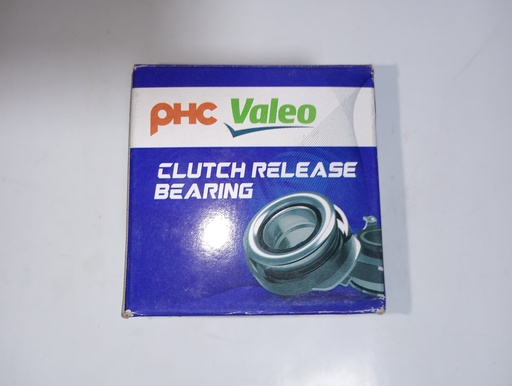 PHC Valeo
CLUTCH RELEASE
BEARING